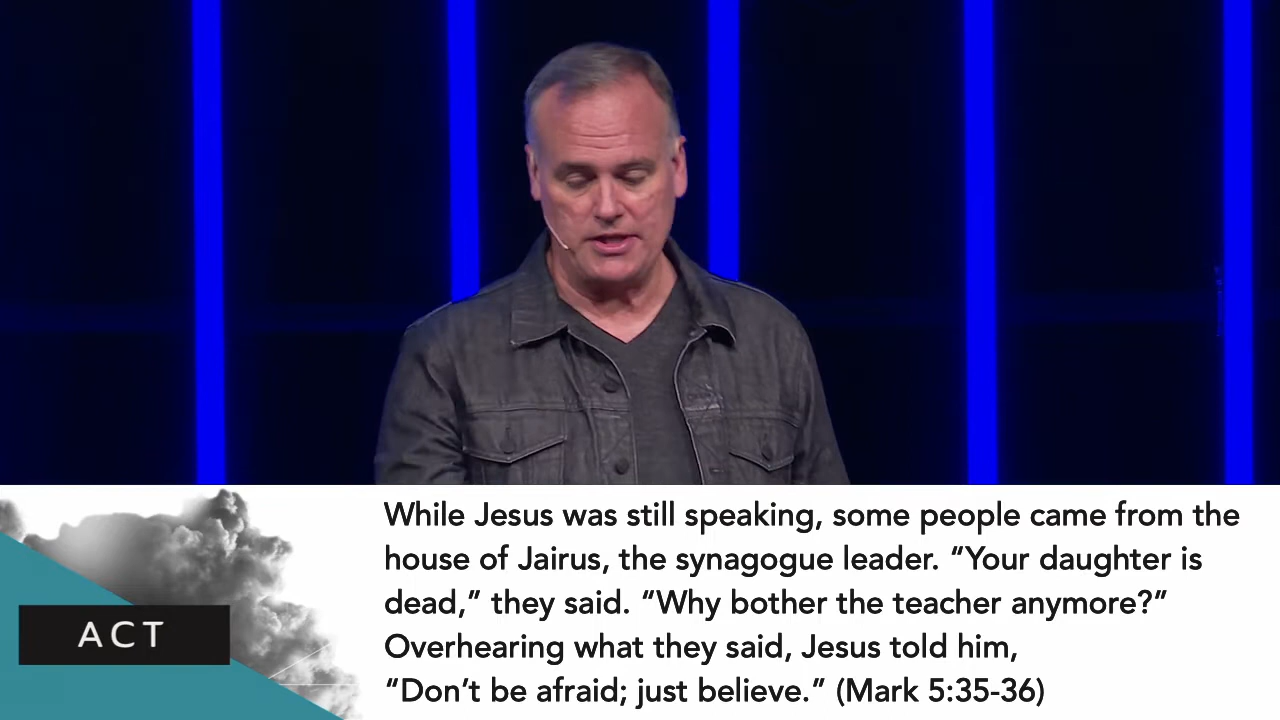 ACT
While Jesus was still speaking, some people came from the
house of Jairus, the synagogue leader. “Your daughter is
dead,” they said. “Why bother the teacher anymore?”
Overhearing what they said, Jesus told him,
“Don’t be afraid; just believe.” (Mark 5:35-36)